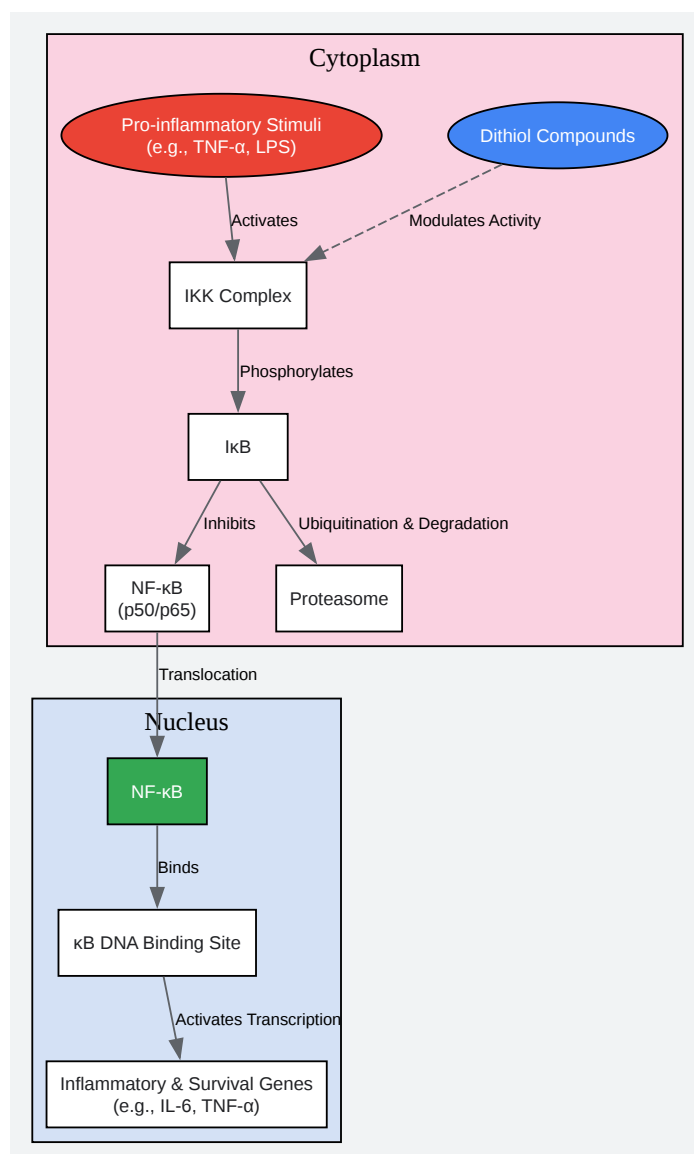 Cytoplasm
Pro-inflammatory Stimuli
(e.g., TNF-α, LPS)
Dithiol Compounds
Activates
Modulates Activity
IKK Complex
Phosphorylates
IκB
Inhibits
Ubiquitination & Degradation
NF-κB
(p50/p65)
Proteasome
Translocation
Nucleus
NF-κB
Binds
κB DNA Binding Site
Activates Transcription
Inflammatory & Survival Genes
(e.g., IL-6, TNF-α)